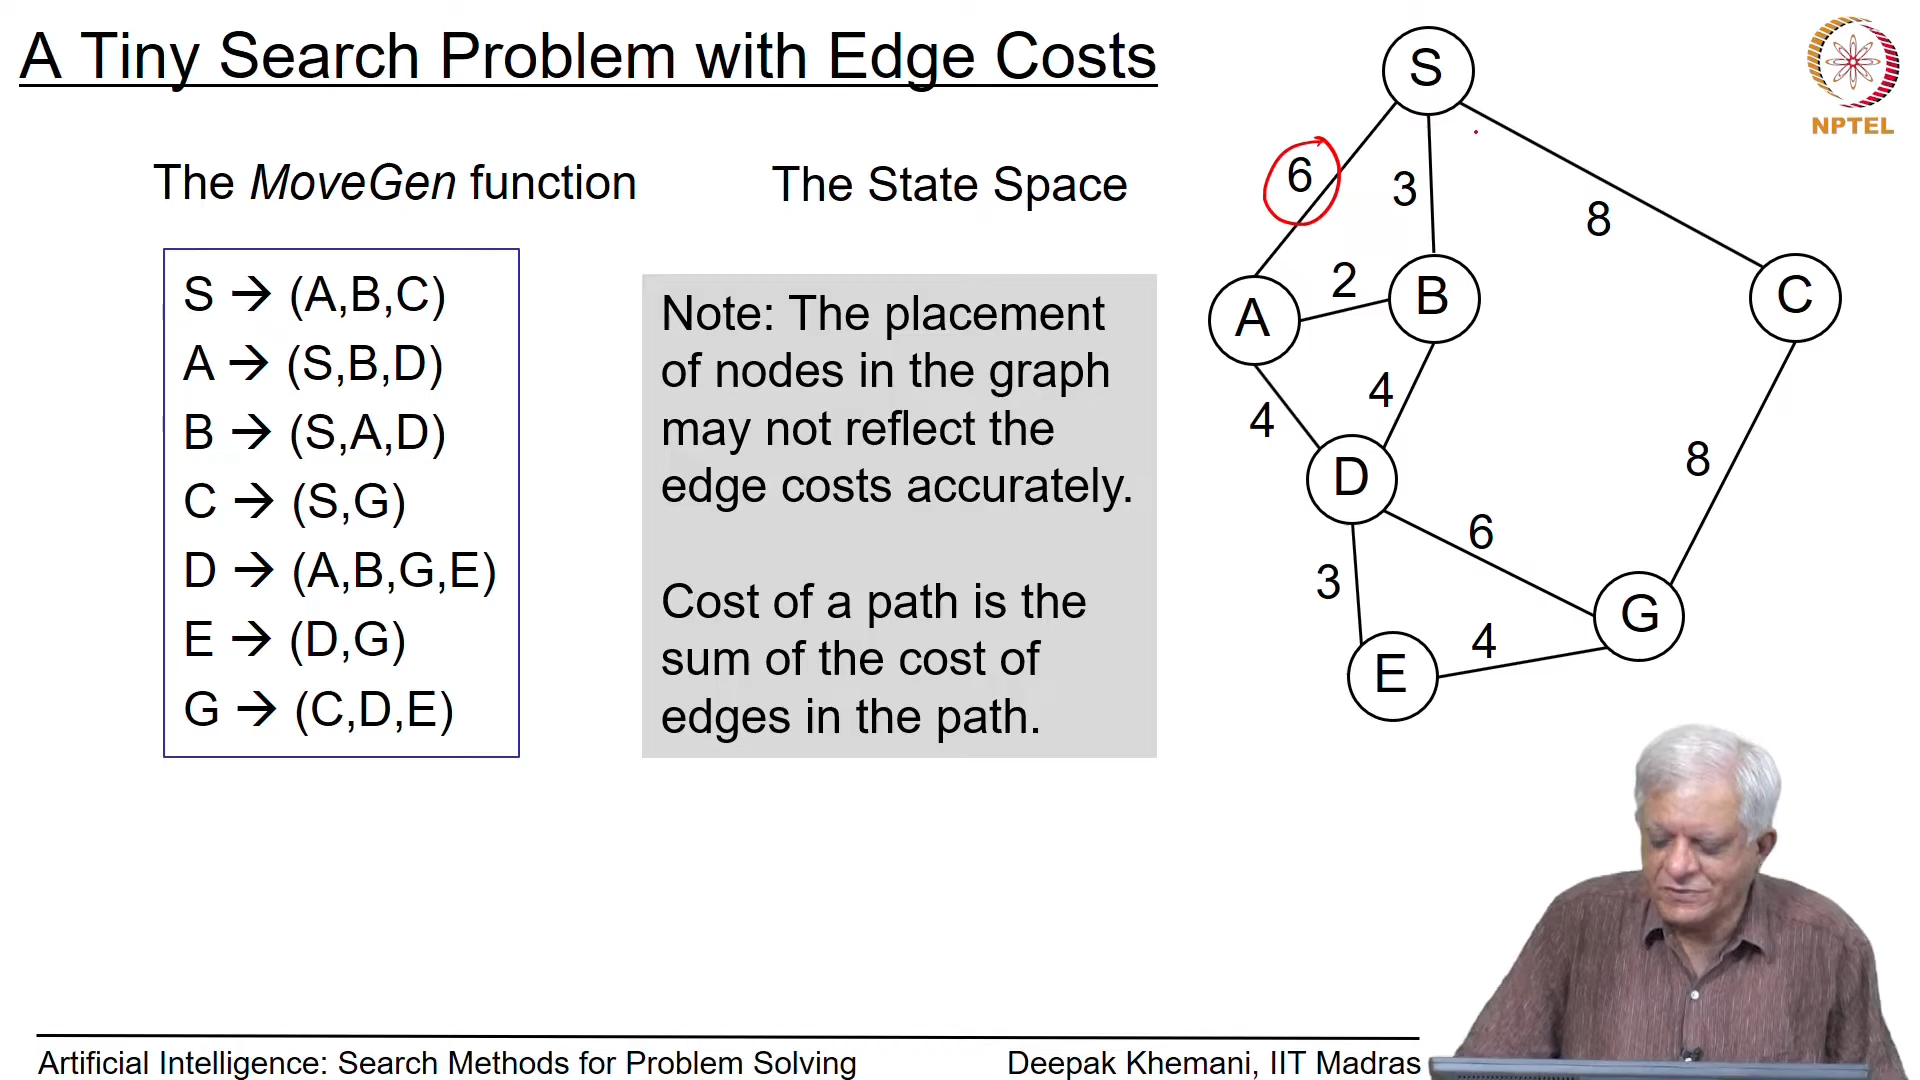 A Tiny Search Problem with Edge Costs
NPTEL
The MoveGen function
S → (A,B,C)
A → (S,B,D)
B → (S,A,D)
C → (S,G)
D → (A,B,G,E)
E → (D,G)
G → (C,D,E)
The State Space
Note: The placement
of nodes in the graph
may not reflect the
edge costs accurately.
Cost of a path is the
sum of the cost of
edges in the path.
S
6
3
8
A
2
B
C
4
4
D
8
6
3
G
4
E
Artificial Intelligence: Search Methods for Problem Solving
Deepak Khemani, IIT Madras